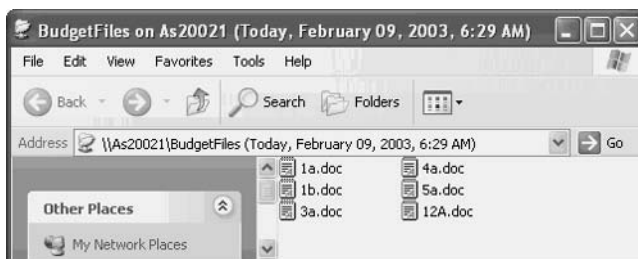 BudgetFiles on As20021 (Today, February 09, 2003, 6:29 AM)
File Edit View Favorites Tools Help
Back Search Folders
Address \\As20021\BudgetFiles (Today, February 09, 2003, 6:29 AM) Go
1a.doc 4a.doc
1b.doc 5a.doc
Other Places 3a.doc 12A.doc
My Network Places